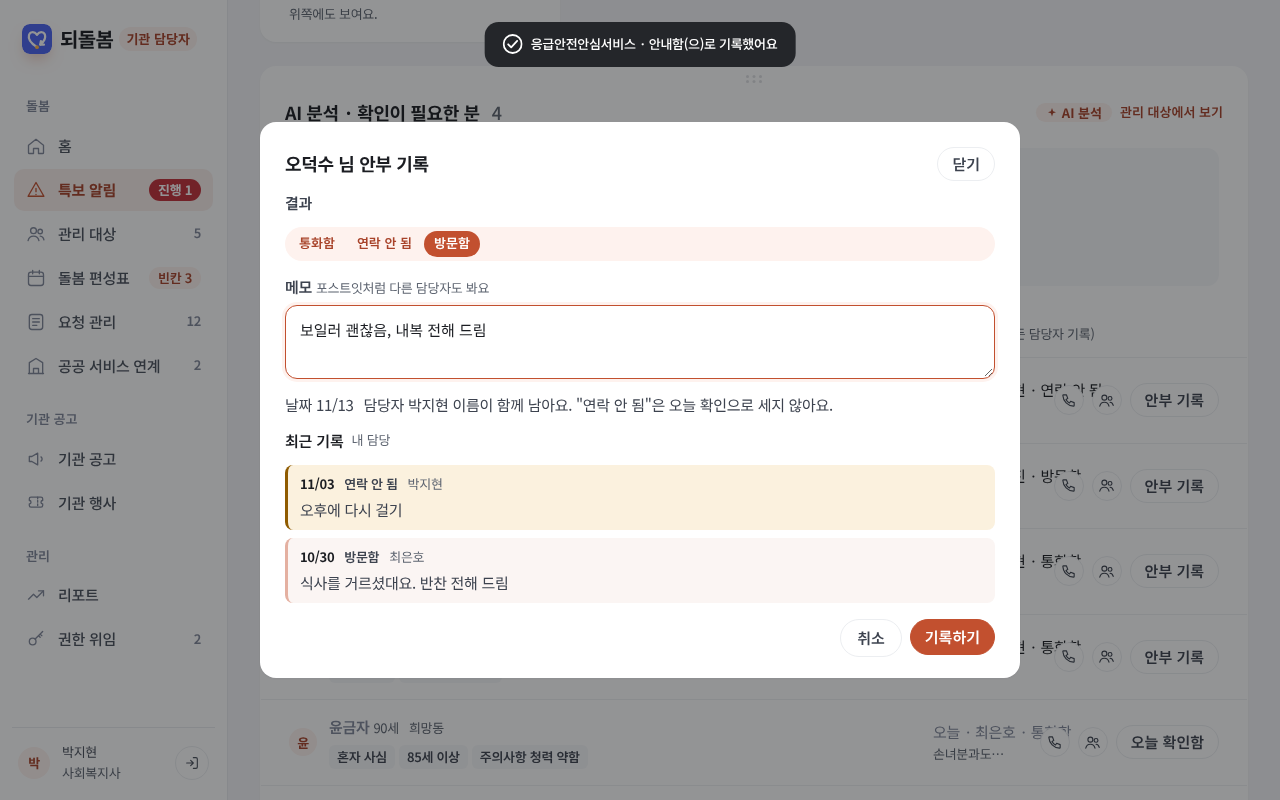 되돌봄 기관 담당자
돌봄
홈
특보 알림 진행 1
관리 대상 5
돌봄 편성표 빈칸 3
요청 관리 12
공공 서비스 연계 2
기관 공고
기관 공고
기관 행사
관리
리포트
권한 위임 2
박 박지현
사회복지사
위쪽에도 보여요.
응급안전안심서비스 · 안내함(으)로 기록했어요
AI 분석 · 확인이 필요한 분 4
AI 분석 관리 대상에서 보기
오덕수 님 안부 기록 닫기
결과
통화함 연락 안 됨 방문함
메모 포스트잇처럼 다른 담당자도 봐요
보일러 괜찮음, 내복 전해 드림
날짜 11/13 담당자 박지현 이름이 함께 남아요. "연락 안 됨"은 오늘 확인으로 세지 않아요.
최근 기록 내 담당
11/03 연락 안 됨 박지현
오후에 다시 걸기
10/30 방문함 최은호
식사를 거르셨대요. 반찬 전해 드림
취소 기록하기
담당자 기록)
안부 기록
안부 기록
안부 기록
안부 기록
윤 윤금자 90세 희망동
혼자 사심 85세 이상 주의사항 청력 약함
오늘 · 최은호 · 통화함
손녀분과도…
오늘 확인함